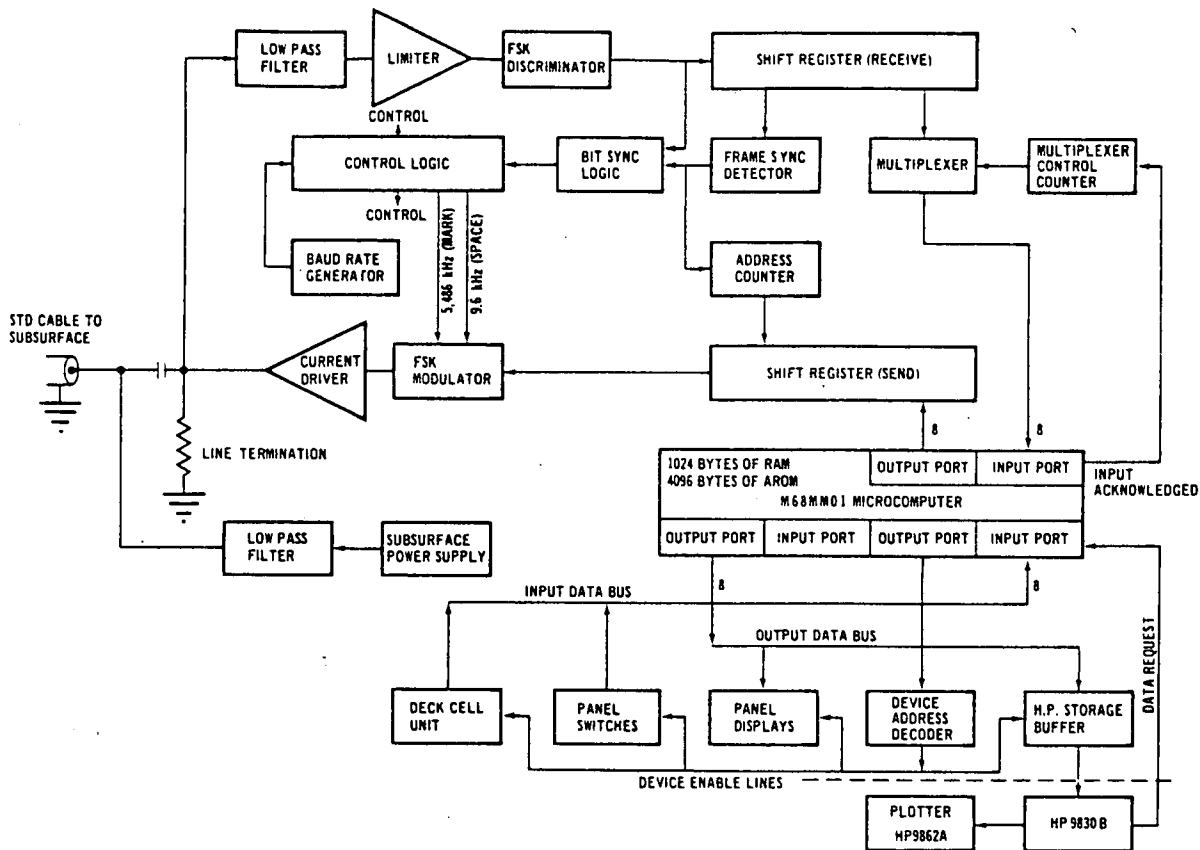 LOW PASS
FILTER
LIMITER
FSK
DISCRIMINATOR
SHIFT REGISTER (RECEIVE)
CONTROL
CONTROL LOGIC
CONTROL
BIT SYNC
LOGIC
FRAME SYNC
DETECTOR
MULTIPLEXER
MULTIPLEXER
CONTROL
COUNTER
BAUD RATE
GENERATOR
5,486 kHz (MARK)
9.6 kHz (SPACE)
ADDRESS
COUNTER
STD CABLE TO
SUBSURFACE
CURRENT
DRIVER
FSK
MODULATOR
SHIFT REGISTER (SEND)
LINE TERMINATION
8
8
1024 BYTES OF RAM
4096 BYTES OF AROM
OUTPUT PORT
INPUT PORT
INPUT
ACKNOWLEDGED
M68MM01 MICROCOMPUTER
OUTPUT PORT
INPUT PORT
OUTPUT PORT
INPUT PORT
LOW PASS
FILTER
SUBSURFACE
POWER SUPPLY
8
8
INPUT DATA BUS
OUTPUT DATA BUS
DATA REQUEST
DECK CELL
UNIT
PANEL
SWITCHES
PANEL
DISPLAYS
DEVICE
ADDRESS
DECODER
H.P. STORAGE
BUFFER
DEVICE ENABLE LINES
PLOTTER
HP9862A
HP 9830 B